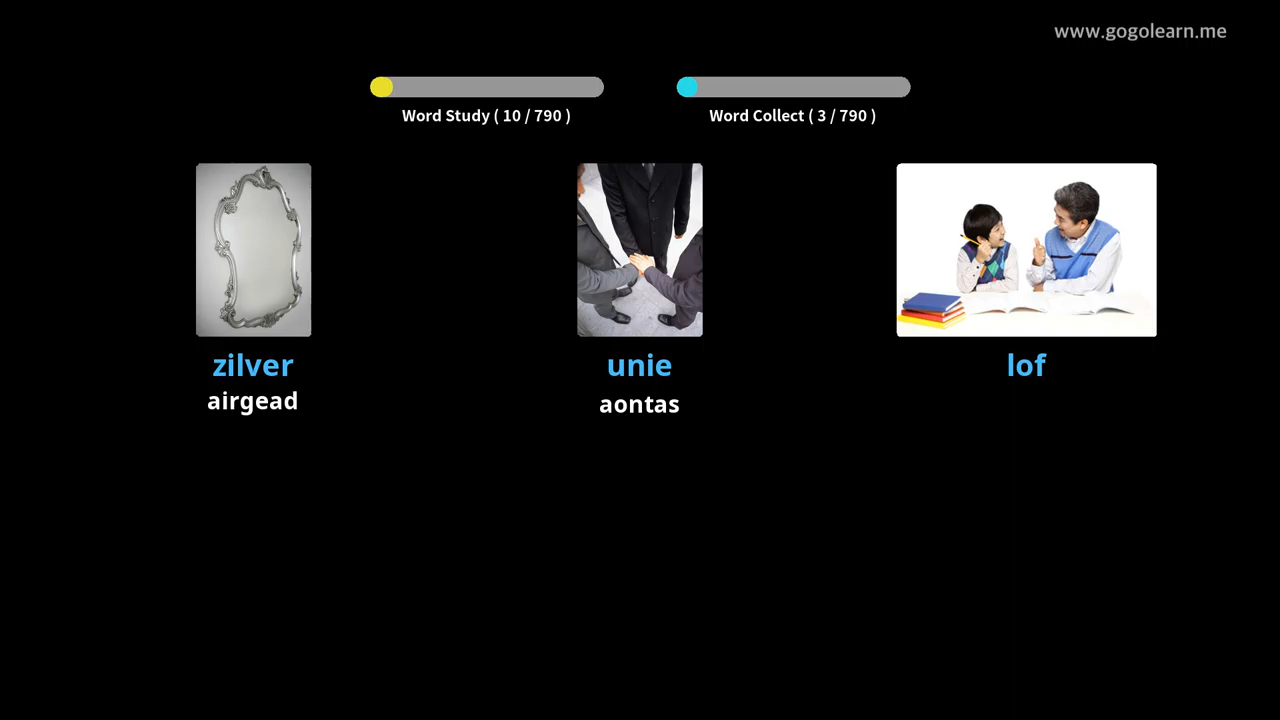 www.gogolearn.me
Word Study ( 10 / 790 )
Word Collect ( 3 / 790 )
zilver
unie
lof
airgead
aontas